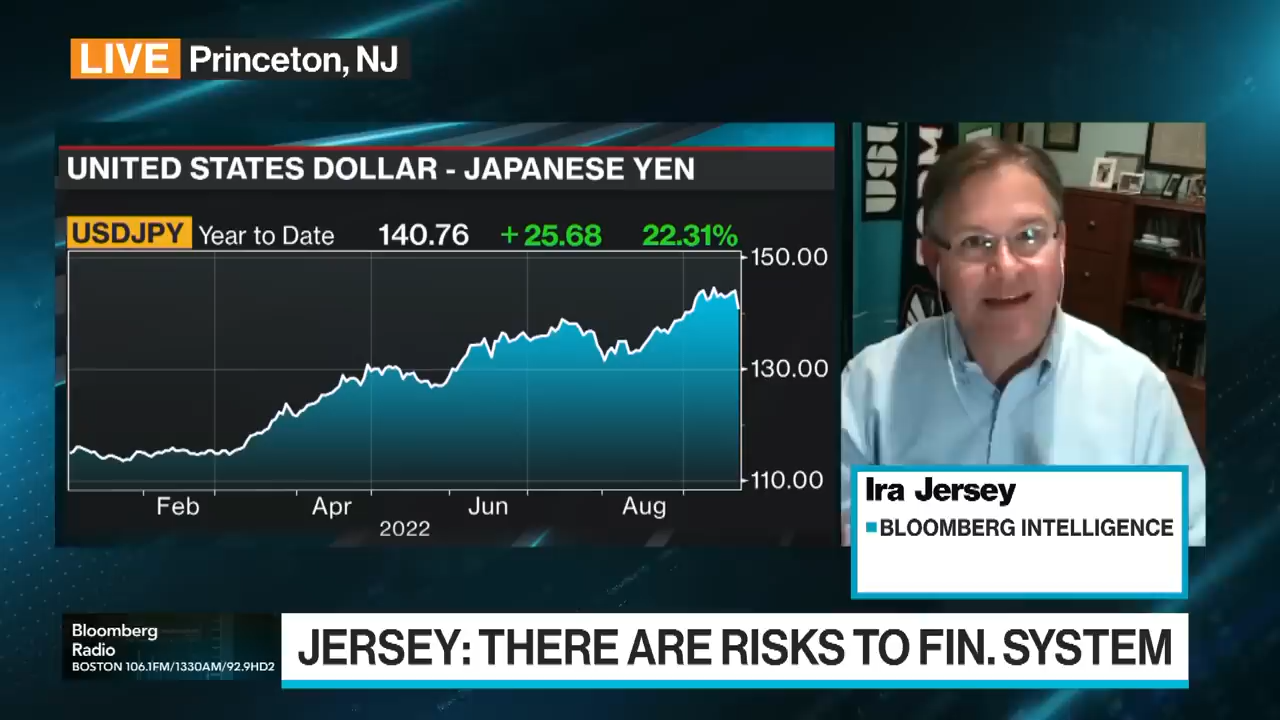 LIVE Princeton, NJ
UNITED STATES DOLLAR - JAPANESE YEN
USDJPY Year to Date 140.76 +25.68 22.31%
150.00
130.00
110.00
Feb Apr Jun Aug
2022
Ira Jersey
BLOOMBERG INTELLIGENCE
Bloomberg
Radio
BOSTON 106.1FM/1330AM/92.9HD2
JERSEY: THERE ARE RISKS TO FIN. SYSTEM